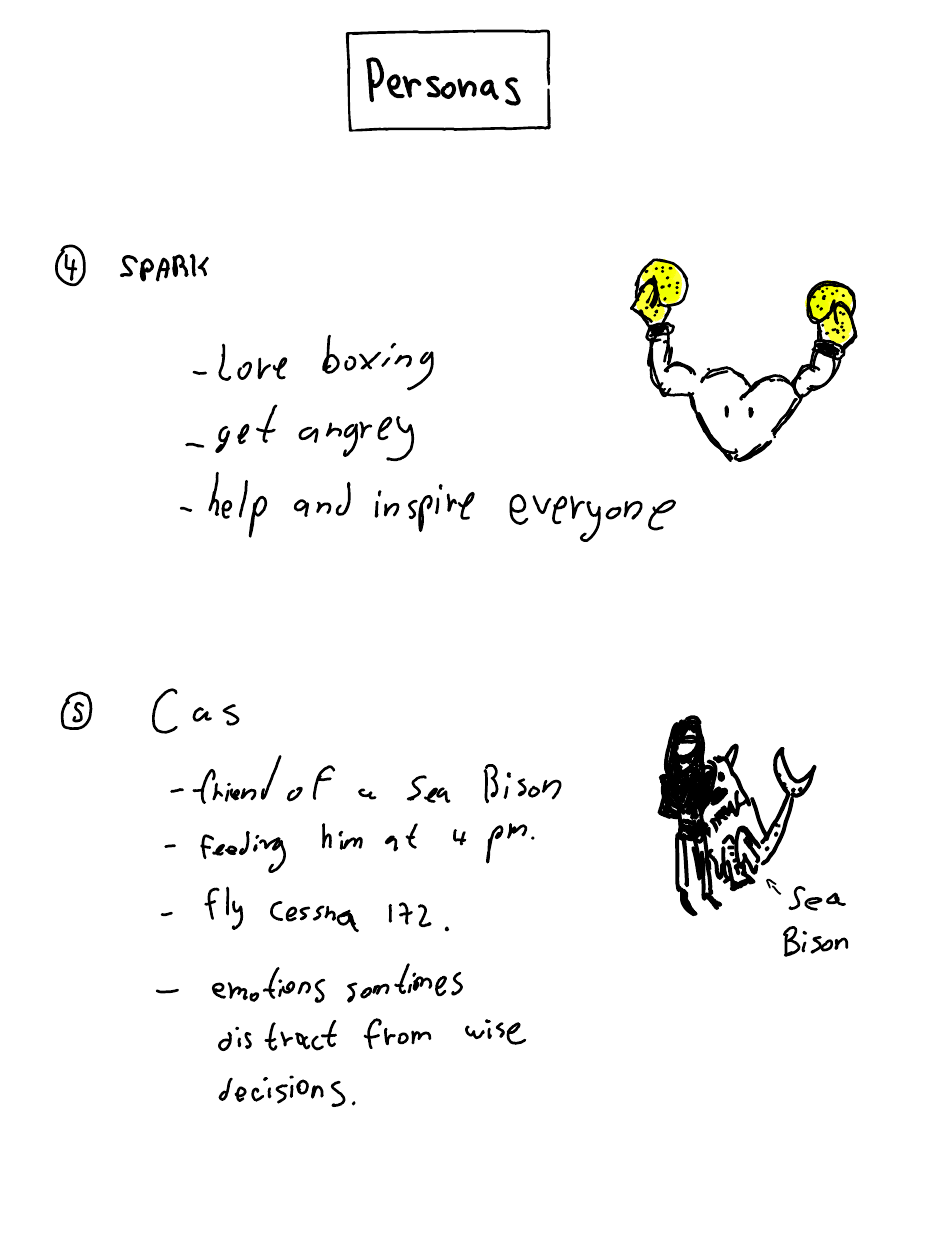 Personas
④ SPARK
- Love boxing
- get angrey
- help and inspire everyone
⑤ Cas
- friend of a Sea Bison
- Feeding him at 4 pm.
- fly Cessna 172.
- emotions somtimes
distract from wise
decisions.
Sea
Bison